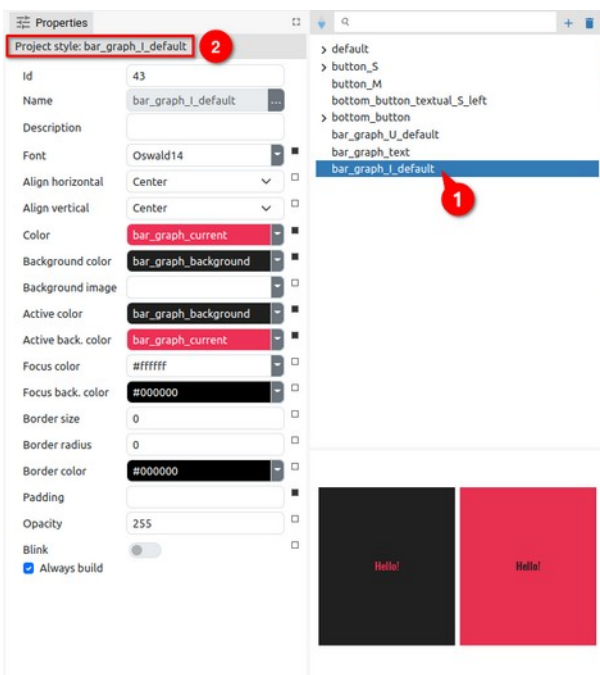 Properties
Project style: bar_graph_I_default
2
Id 43
Name bar_graph_I_default ...
Description
Font Oswald14
Align horizontal Center
Align vertical Center
Color bar_graph_current
Background color bar_graph_background
Background image
Active color bar_graph_background
Active back. color bar_graph_current
Focus color #ffffff
Focus back. color #000000
Border size 0
Border radius 0
Border color #000000
Padding
Opacity 255
Blink
Always build
default
button_S
button_M
bottom_button_textual_S_left
bottom_button
bar_graph_U_default
bar_graph_text
bar_graph_I_default
1
Hello!
Hello!